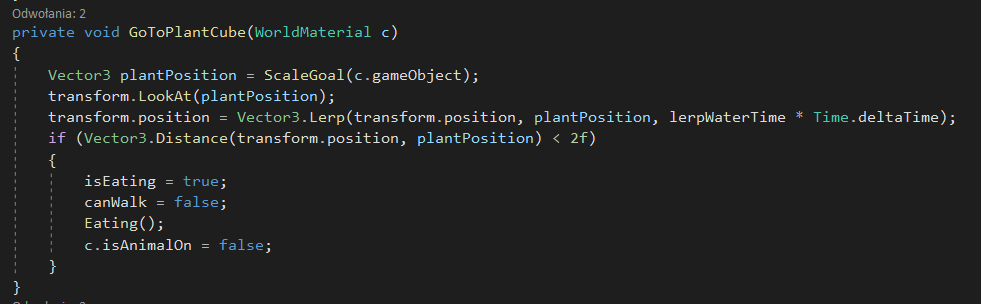 Odwołania: 2
private void GoToPlantCube(WorldMaterial c)
{
Vector3 plantPosition = ScaleGoal(c.gameObject);
transform.LookAt(plantPosition);
transform.position = Vector3.Lerp(transform.position, plantPosition, lerpWaterTime * Time.deltaTime);
if (Vector3.Distance(transform.position, plantPosition) < 2f)
{
isEating = true;
canWalk = false;
Eating();
c.isAnimalOn = false;
}
}